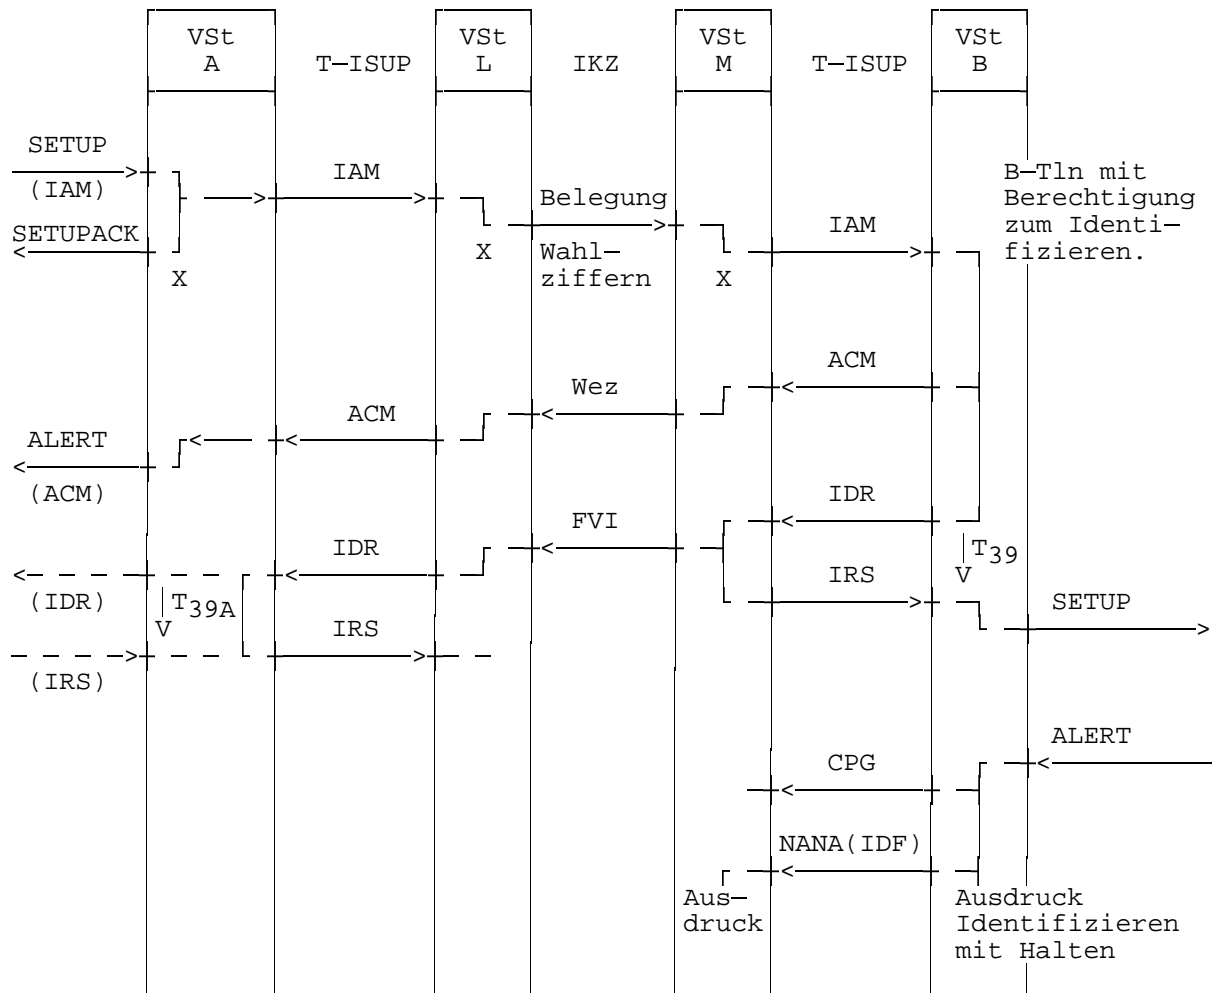 VSt VSt VSt VSt
A T—ISUP L IKZ M T—ISUP B
SETUP
IAM B—Tln mit
(IAM) Belegung Berechtigung
SETUPACK IAM zum Identi—
X Wahl— fizieren.
X ziffern X
ACM
Wez
ACM
ALERT
(ACM)
IDR
FVI
IDR T39
IRS V
(IDR) T39A SETUP
V IRS
(IRS)
ALERT
CPG
NANA(IDF)
Aus— Ausdruck
druck Identifizieren
mit Halten